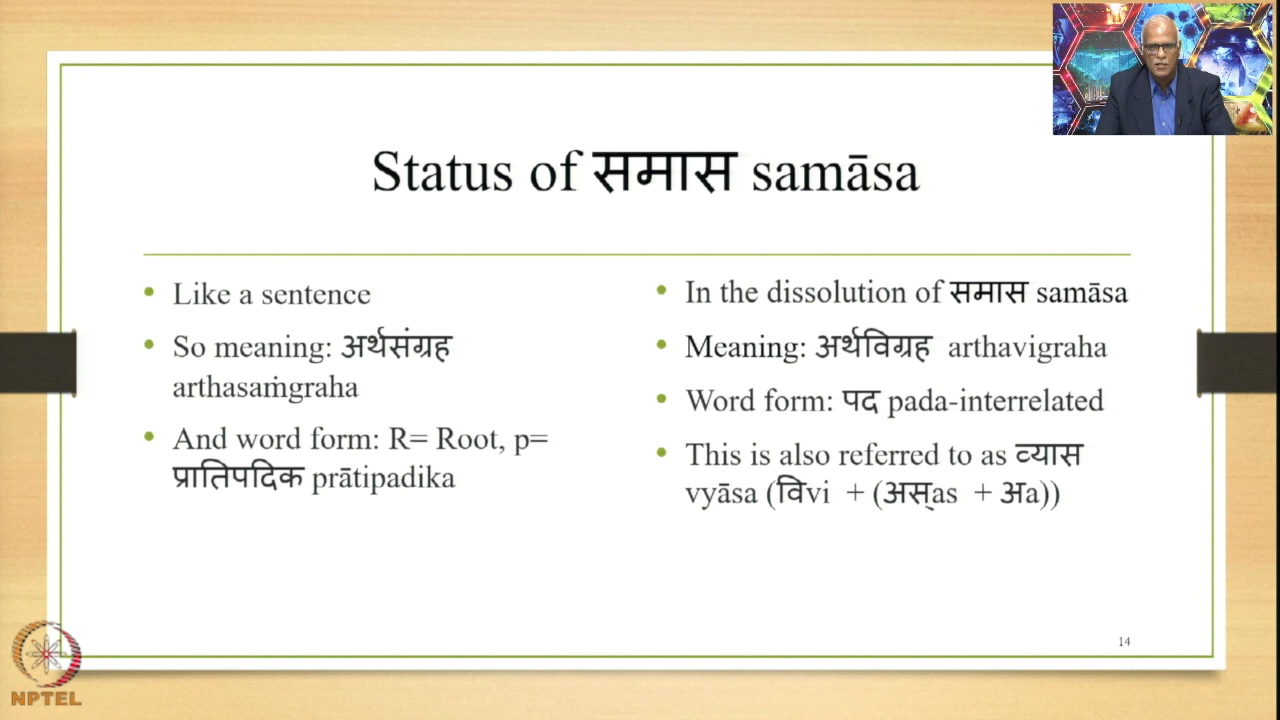 Status of समास samāsa
Like a sentence
So meaning: अर्थसंग्रह
arthasaṁgraha
And word form: R= Root, p=
प्रातिपदिक prātipadika
In the dissolution of समास samāsa
Meaning: अर्थविग्रह arthavigraha
Word form: पद pada-interrelated
This is also referred to as व्यास
vyāsa (विvi + (अस्as + अa))
14
NPTEL